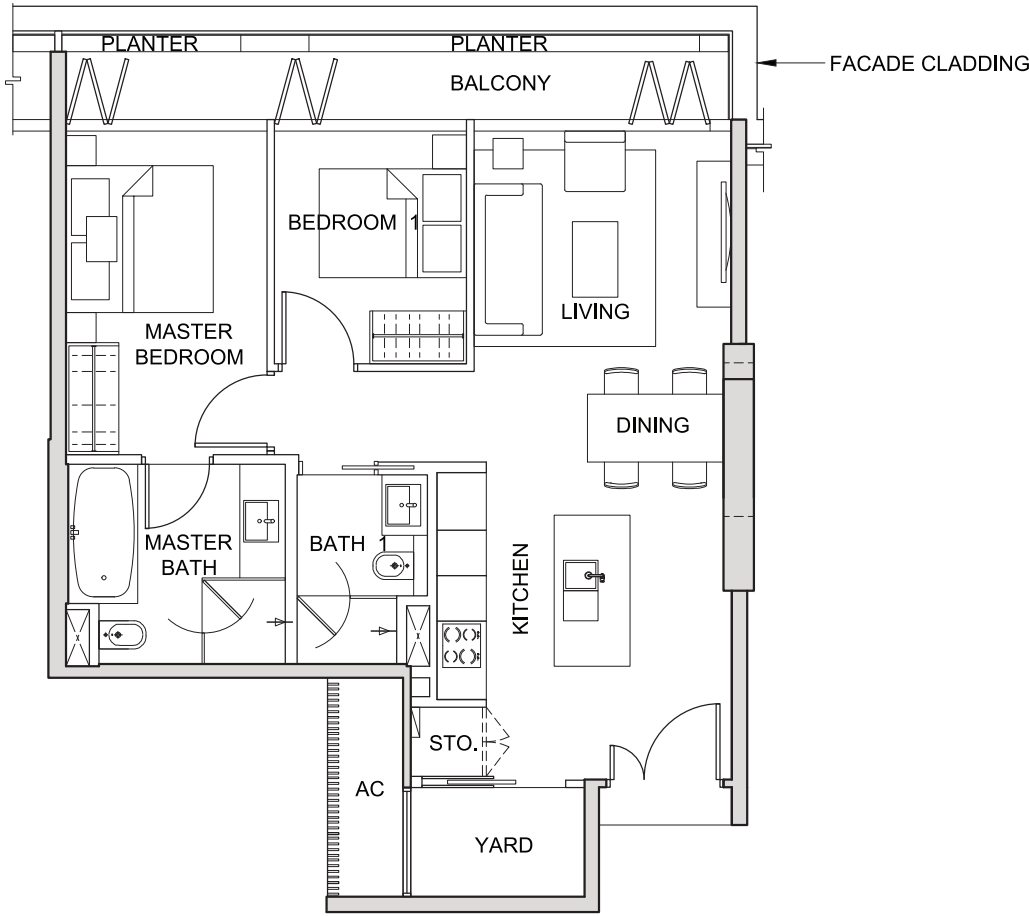 PLANTER
PLANTER
BALCONY
FACADE CLADDING
BEDROOM 1
LIVING
MASTER
BEDROOM
DINING
MASTER
BATH
BATH 1
KITCHEN
STO.
AC
YARD